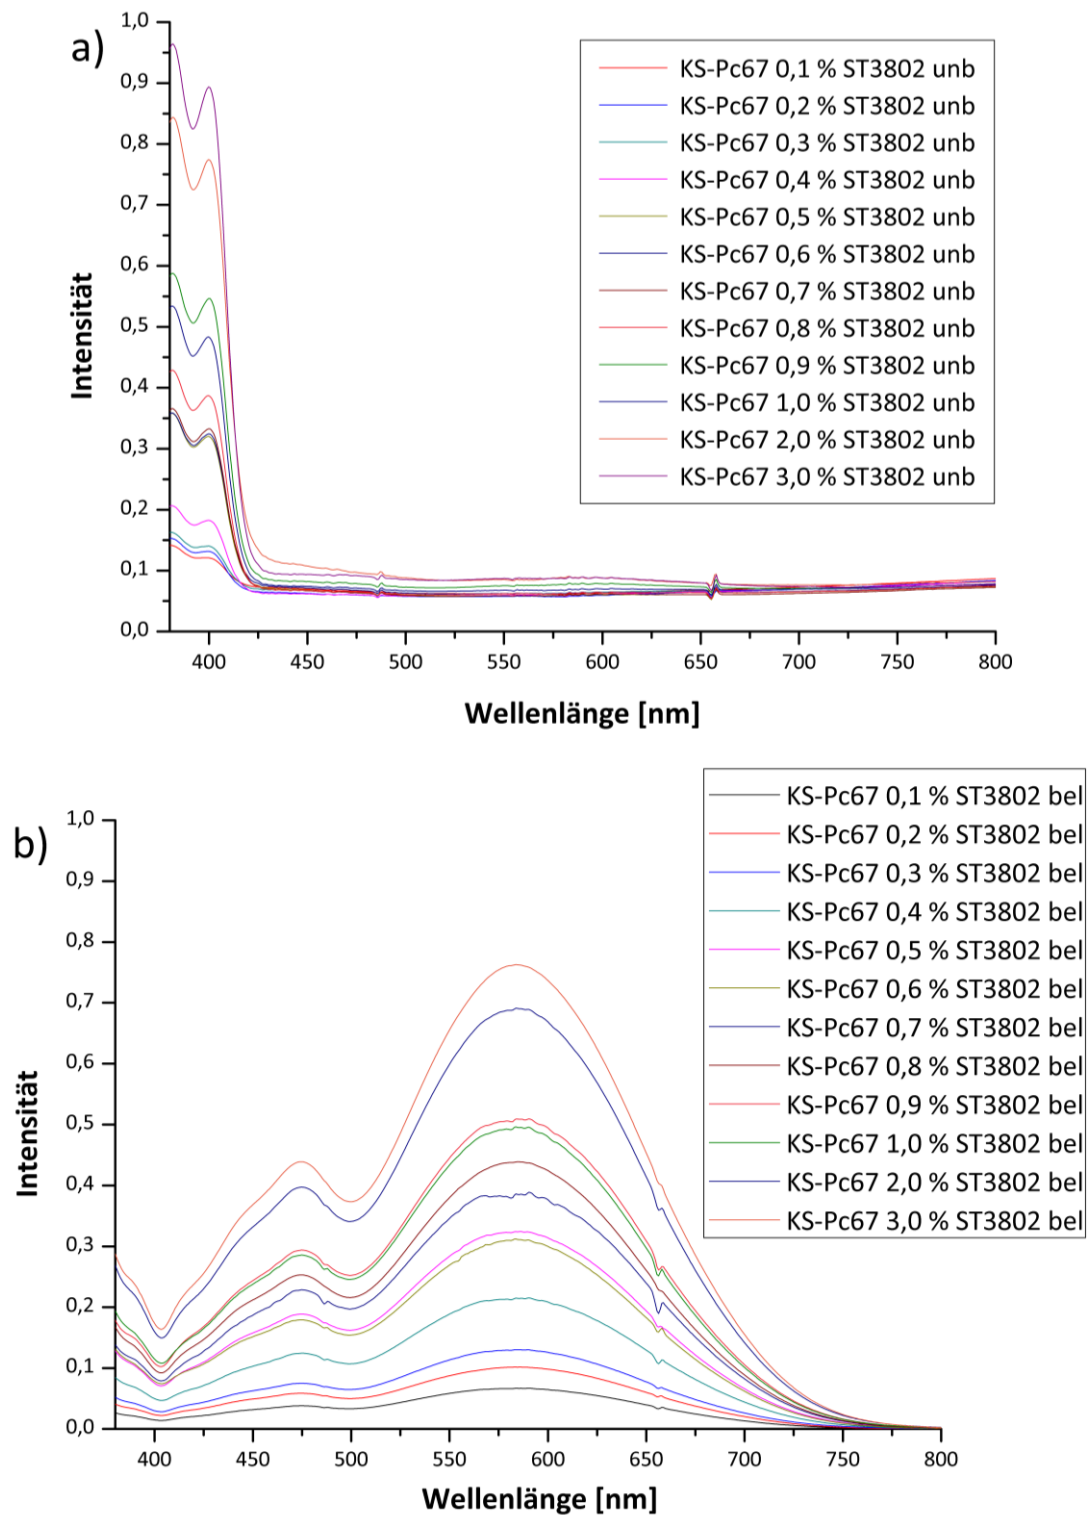 a)
1,0
0,9
0,8
0,7
0,6
0,5
0,4
0,3
0,2
0,1
0,0
Intensität
KS-Pc67 0,1 % ST3802 unb
KS-Pc67 0,2 % ST3802 unb
KS-Pc67 0,3 % ST3802 unb
KS-Pc67 0,4 % ST3802 unb
KS-Pc67 0,5 % ST3802 unb
KS-Pc67 0,6 % ST3802 unb
KS-Pc67 0,7 % ST3802 unb
KS-Pc67 0,8 % ST3802 unb
KS-Pc67 0,9 % ST3802 unb
KS-Pc67 1,0 % ST3802 unb
KS-Pc67 2,0 % ST3802 unb
KS-Pc67 3,0 % ST3802 unb
400 450 500 550 600 650 700 750 800
Wellenlänge [nm]
b)
1,0
0,9
0,8
0,7
0,6
0,5
0,4
0,3
0,2
0,1
0,0
Intensität
KS-Pc67 0,1 % ST3802 bel
KS-Pc67 0,2 % ST3802 bel
KS-Pc67 0,3 % ST3802 bel
KS-Pc67 0,4 % ST3802 bel
KS-Pc67 0,5 % ST3802 bel
KS-Pc67 0,6 % ST3802 bel
KS-Pc67 0,7 % ST3802 bel
KS-Pc67 0,8 % ST3802 bel
KS-Pc67 0,9 % ST3802 bel
KS-Pc67 1,0 % ST3802 bel
KS-Pc67 2,0 % ST3802 bel
KS-Pc67 3,0 % ST3802 bel
400 450 500 550 600 650 700 750 800
Wellenlänge [nm]